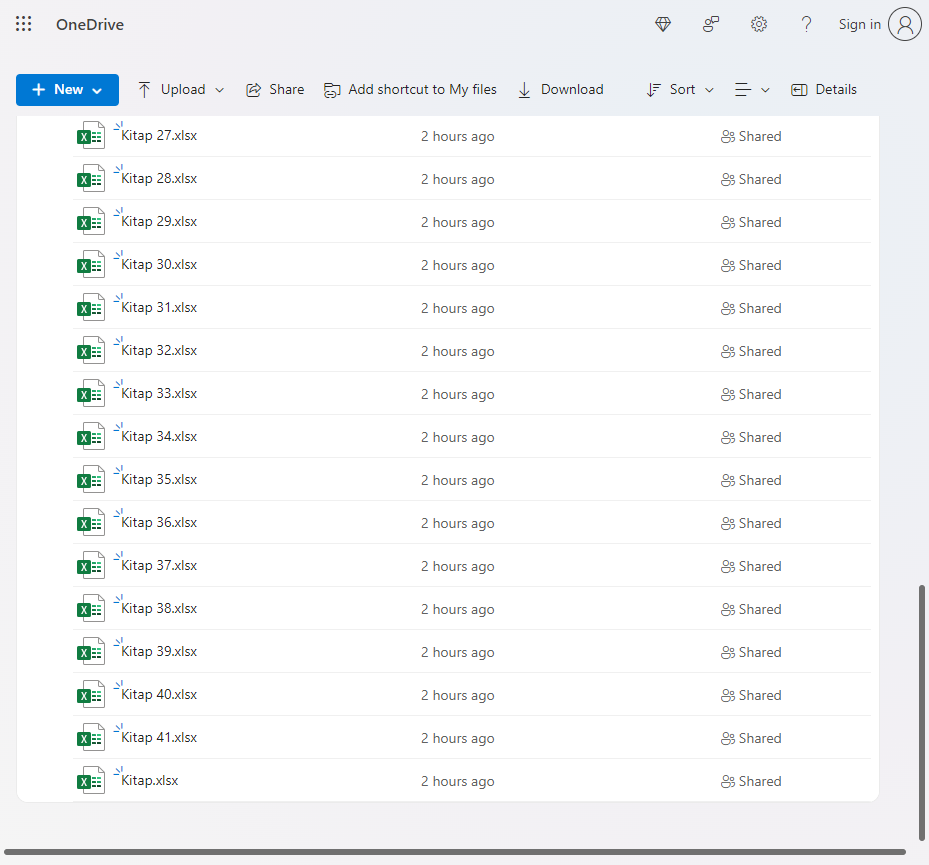 OneDrive Sign in
New Upload Share Add shortcut to My files Download Sort Details
Kitap 27.xlsx 2 hours ago Shared
Kitap 28.xlsx 2 hours ago Shared
Kitap 29.xlsx 2 hours ago Shared
Kitap 30.xlsx 2 hours ago Shared
Kitap 31.xlsx 2 hours ago Shared
Kitap 32.xlsx 2 hours ago Shared
Kitap 33.xlsx 2 hours ago Shared
Kitap 34.xlsx 2 hours ago Shared
Kitap 35.xlsx 2 hours ago Shared
Kitap 36.xlsx 2 hours ago Shared
Kitap 37.xlsx 2 hours ago Shared
Kitap 38.xlsx 2 hours ago Shared
Kitap 39.xlsx 2 hours ago Shared
Kitap 40.xlsx 2 hours ago Shared
Kitap 41.xlsx 2 hours ago Shared
Kitap.xlsx 2 hours ago Shared